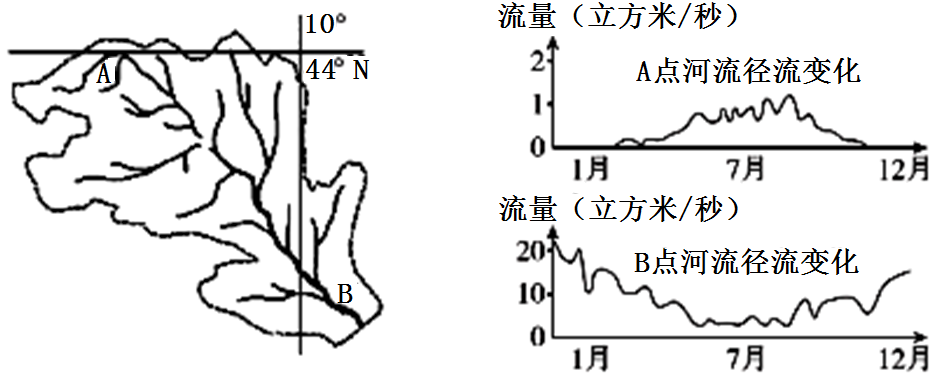 10°
44° N
A
B
流量（立方米/秒）
2
1
0
A点河流径流变化
1月
7月
12月
流量（立方米/秒）
20
10
0
B点河流径流变化
1月
7月
12月